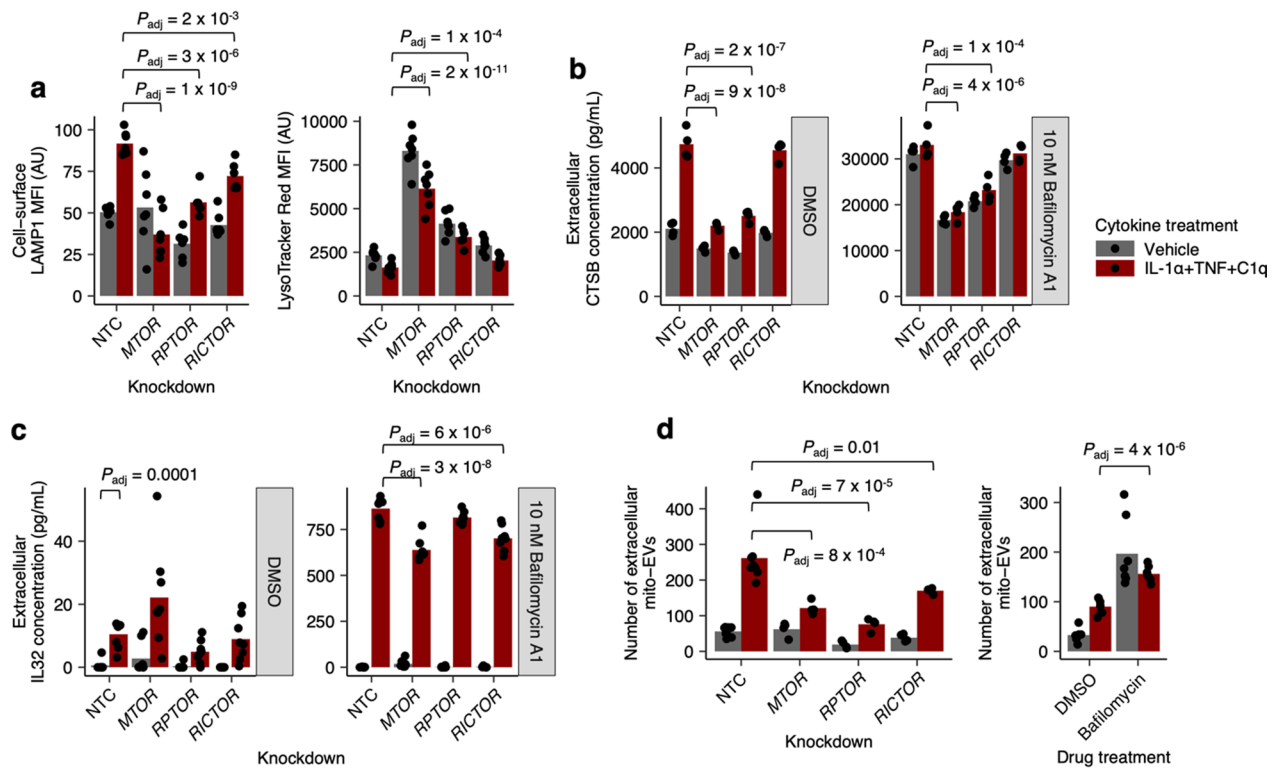 a
P_adj = 2 x 10^-3
P_adj = 3 x 10^-6
P_adj = 1 x 10^-9
Cell–surface
LAMP1 MFI (AU)
100
75
50
25
0
NTC
MTOR
RPTOR
RICTOR
Knockdown
P_adj = 1 x 10^-4
P_adj = 2 x 10^-11
LysoTracker Red MFI (AU)
10000
7500
5000
2500
0
NTC
MTOR
RPTOR
RICTOR
Knockdown
b
P_adj = 2 x 10^-7
P_adj = 9 x 10^-8
Extracellular
CTSB concentration (pg/mL)
4000
2000
0
NTC
MTOR
RPTOR
RICTOR
DMSO
P_adj = 1 x 10^-4
P_adj = 4 x 10^-6
30000
20000
10000
0
NTC
MTOR
RPTOR
RICTOR
10 nM Bafilomycin A1
Knockdown
Cytokine treatment
Vehicle
IL-1α+TNF+C1q
c
P_adj = 0.0001
Extracellular
IL32 concentration (pg/mL)
40
20
0
NTC
MTOR
RPTOR
RICTOR
DMSO
P_adj = 6 x 10^-6
P_adj = 3 x 10^-8
750
500
250
0
NTC
MTOR
RPTOR
RICTOR
10 nM Bafilomycin A1
Knockdown
d
P_adj = 0.01
P_adj = 7 x 10^-5
P_adj = 8 x 10^-4
Number of extracellular
mito–EVs
400
300
200
100
0
NTC
MTOR
RPTOR
RICTOR
Knockdown
P_adj = 4 x 10^-6
Number of extracellular
mito–EVs
300
200
100
0
DMSO
Bafilomycin
Drug treatment